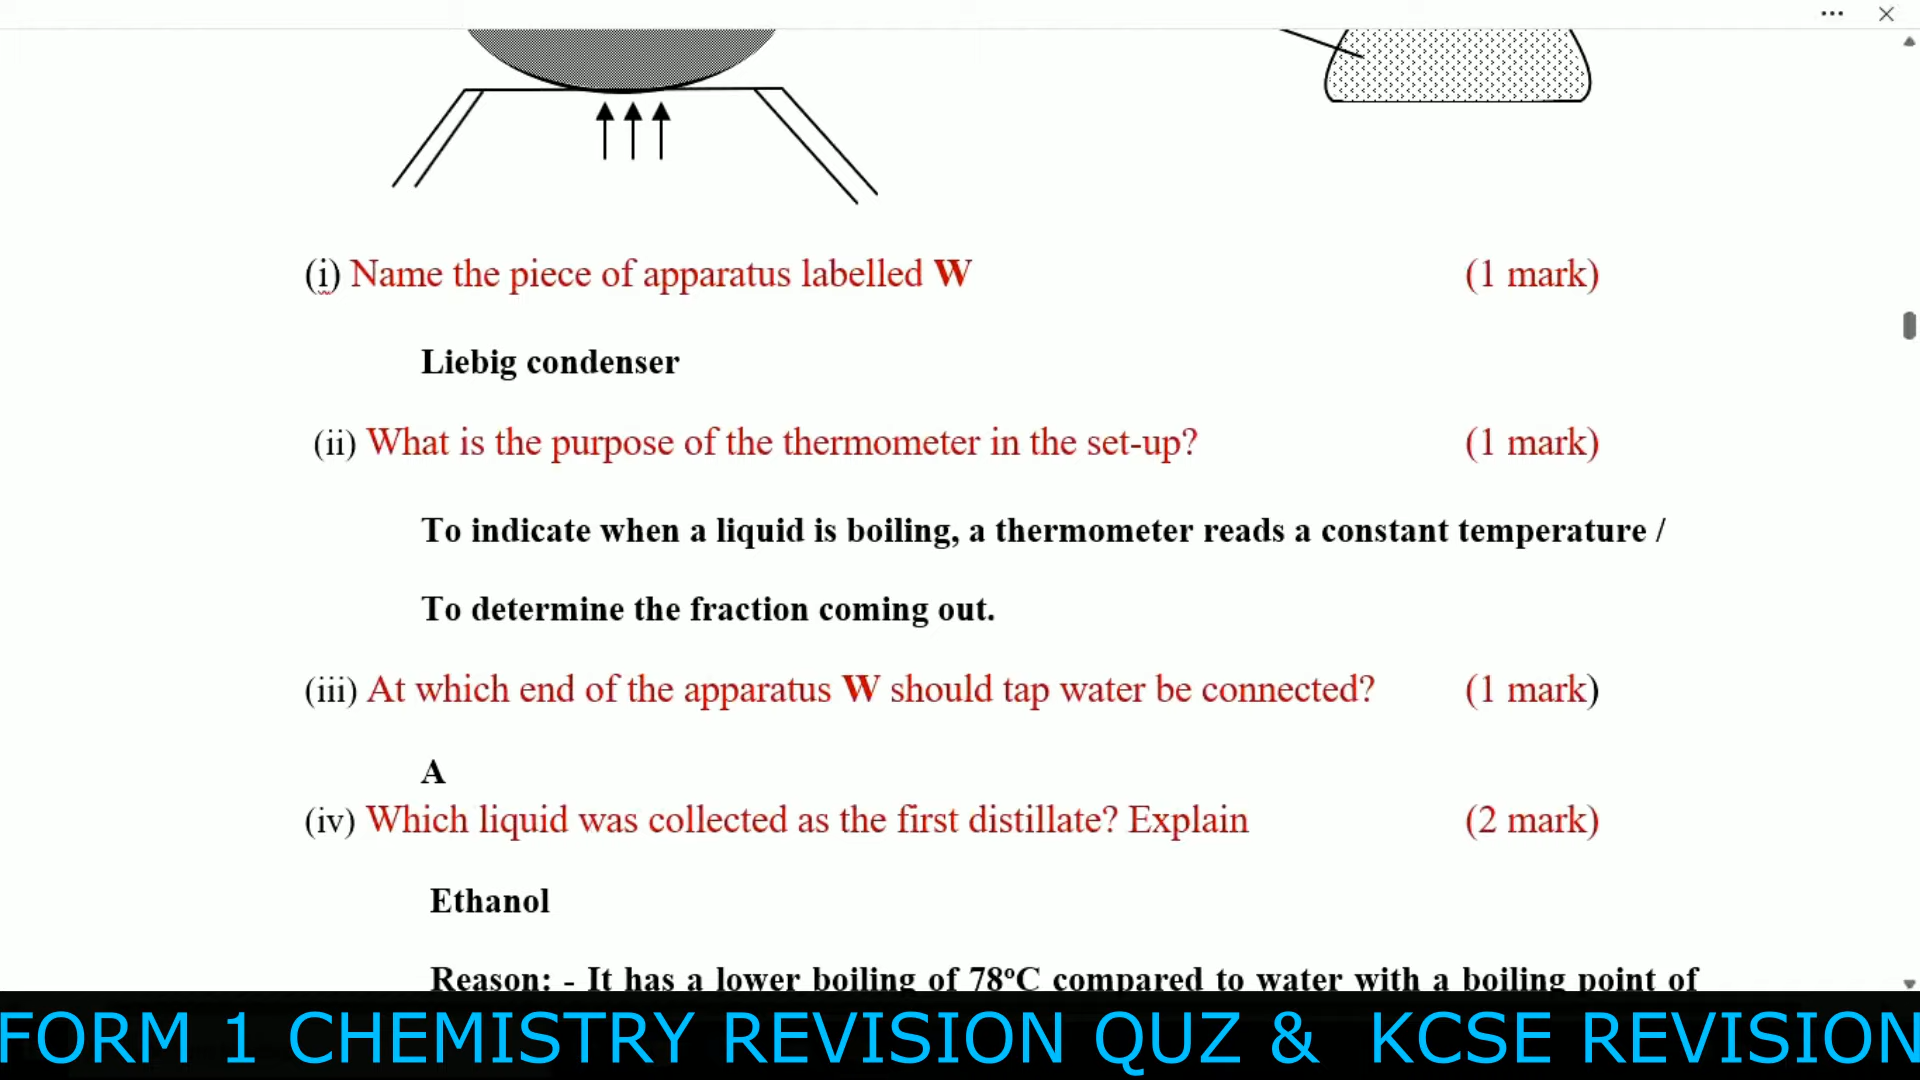 (i) Name the piece of apparatus labelled W (1 mark)
Liebig condenser
(ii) What is the purpose of the thermometer in the set-up? (1 mark)
To indicate when a liquid is boiling, a thermometer reads a constant temperature /
To determine the fraction coming out.
(iii) At which end of the apparatus W should tap water be connected? (1 mark)
A
(iv) Which liquid was collected as the first distillate? Explain (2 mark)
Ethanol
Reason: - It has a lower boiling of 78ºC compared to water with a boiling point of
FORM 1 CHEMISTRY REVISION QUZ & KCSE REVISION